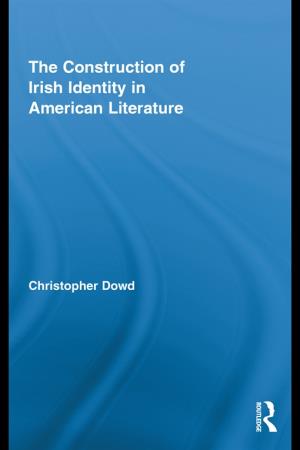 The Construction of
Irish Identity in
American Literature
Christopher Dowd
ROUTLEDGE